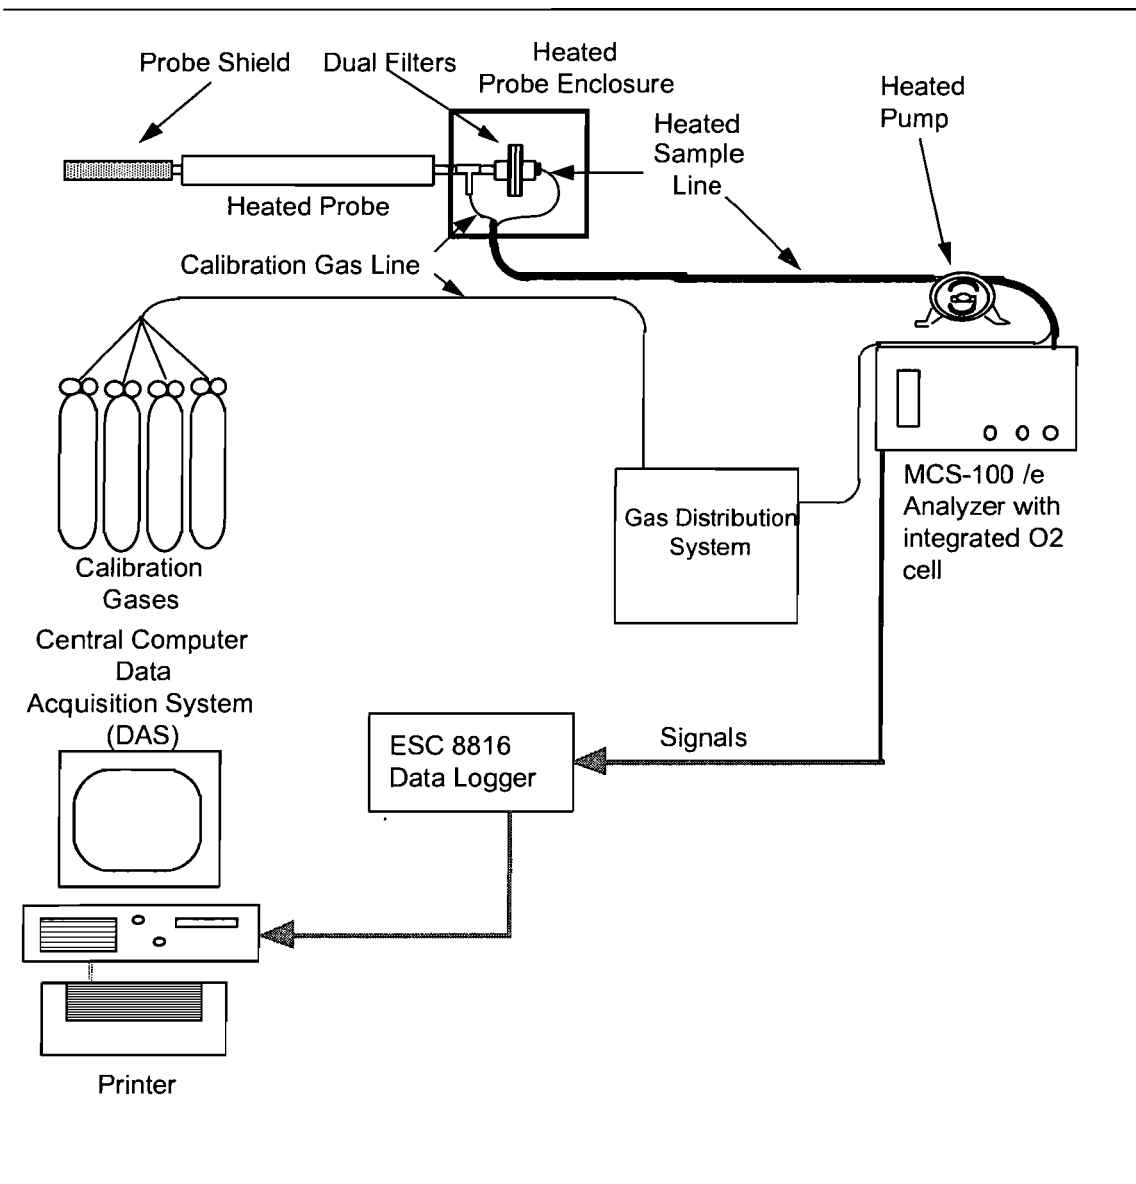 Probe Shield
Dual Filters
Heated
Probe Enclosure
Heated
Sample
Line
Heated
Pump
Heated Probe
Calibration Gas Line
MCS-100 /e
Analyzer with
integrated O2
cell
Gas Distribution
System
Calibration
Gases
Central Computer
Data
Acquisition System
(DAS)
ESC 8816
Data Logger
Signals
Printer